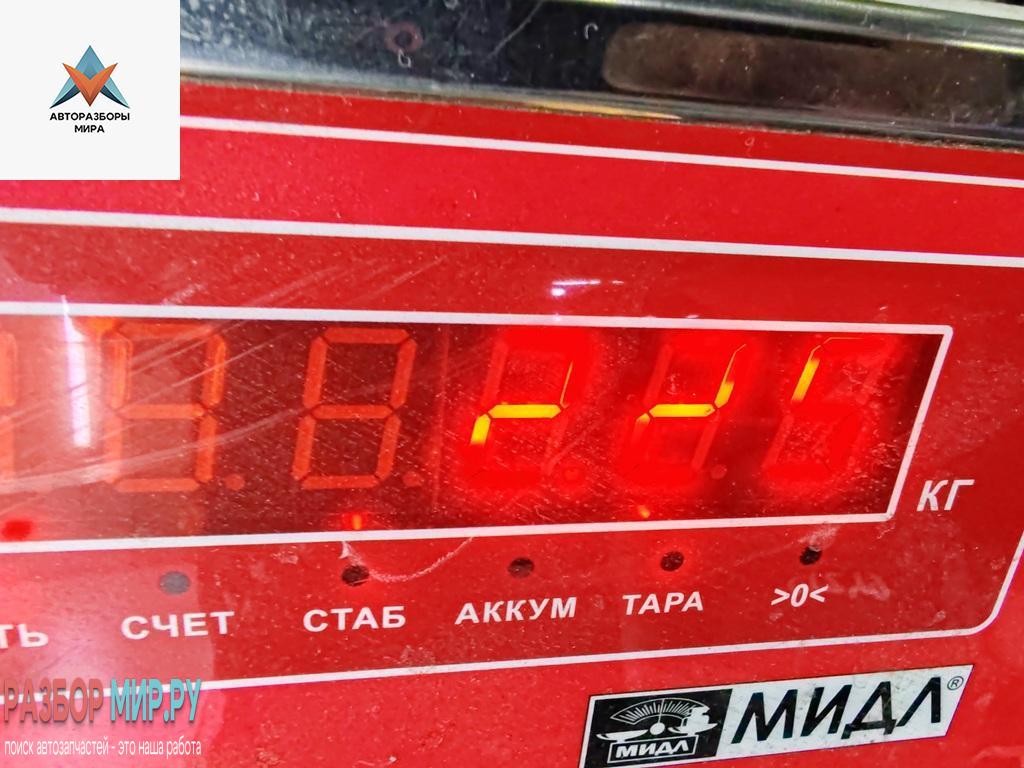 АВТОРАЗБОРЫ
МИРА
КГ
СЧЕТ СТАБ АККУМ ТАРА >0<
РАЗБОР МИР.РУ
поиск автозапчастей - это наша работа
МИДЛ МИДЛ®